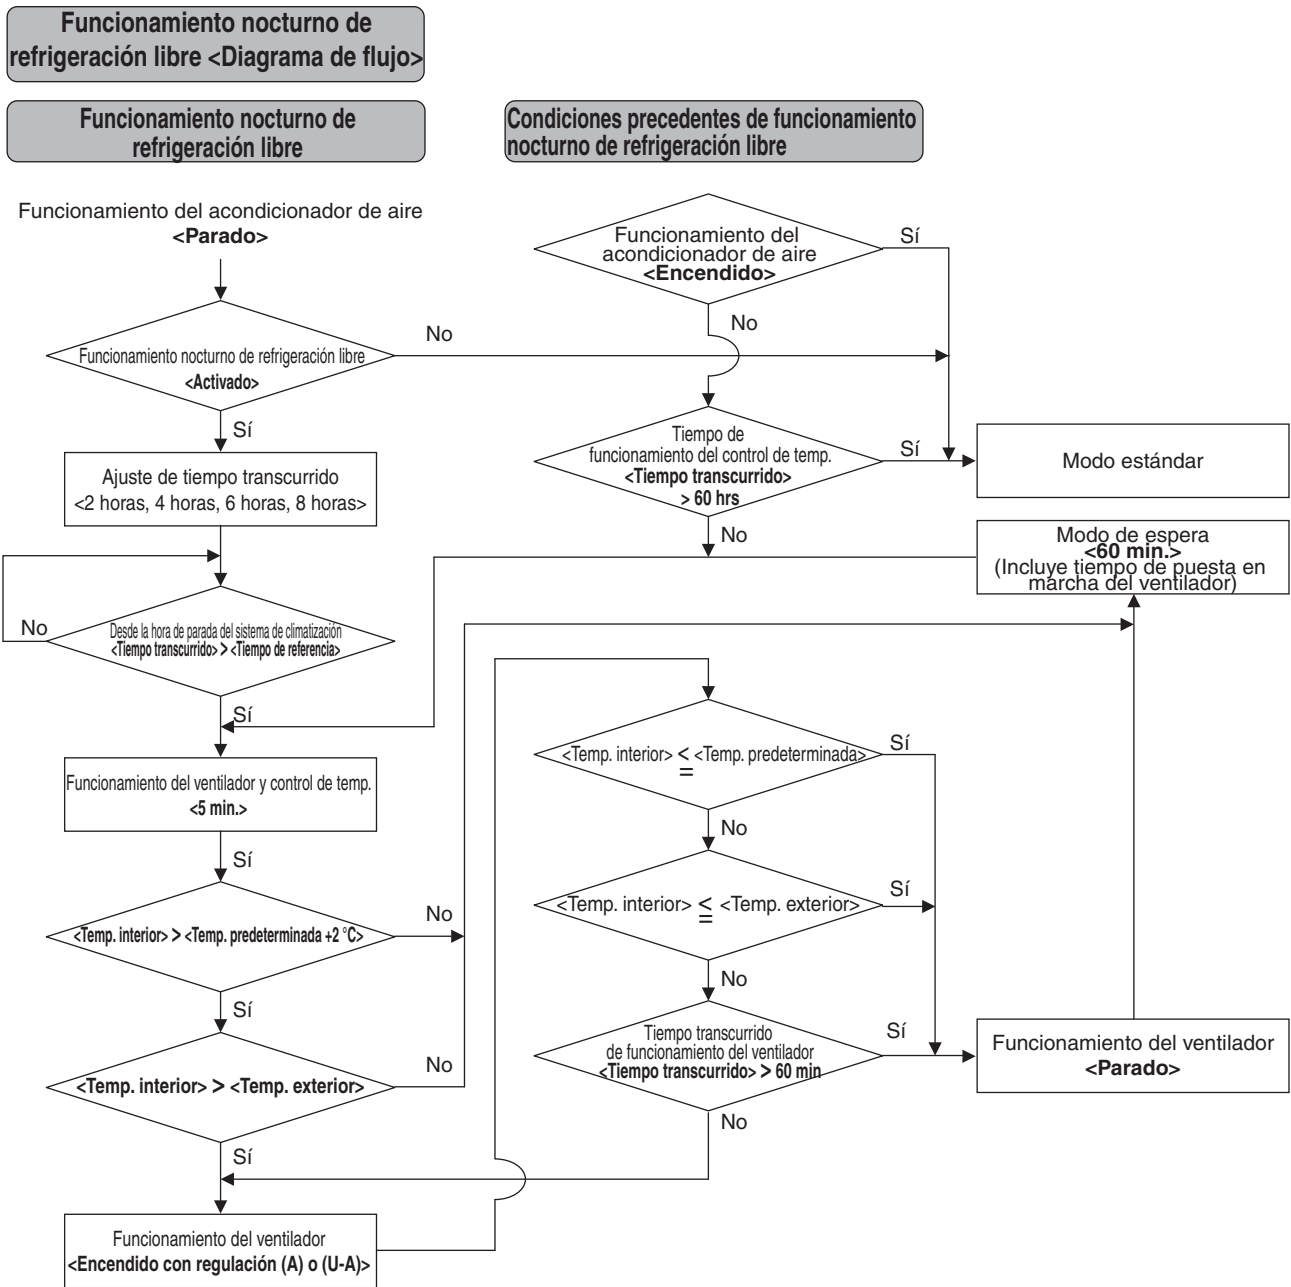 Funcionamiento nocturno de
refrigeración libre <Diagrama de flujo>
Funcionamiento nocturno de
refrigeración libre
Condiciones precedentes de funcionamiento
nocturno de refrigeración libre
Funcionamiento del acondicionador de aire
<Parado>
Funcionamiento del
acondicionador de aire
<Encendido>
Sí
No
Funcionamiento nocturno de refrigeración libre
<Activado>
No
Sí
Tiempo de
funcionamiento del control de temp.
<Tiempo transcurrido>
> 60 hrs
Sí
No
Modo estándar
Ajuste de tiempo transcurrido
<2 horas, 4 horas, 6 horas, 8 horas>
Modo de espera
<60 min.>
(Incluye tiempo de puesta en
marcha del ventilador)
No
Desde la hora de parada del sistema de climatización
<Tiempo transcurrido> > <Tiempo de referencia>
Sí
<Temp. interior> ≦ <Temp. predeterminada>
Sí
No
Funcionamiento del ventilador y control de temp.
<5 min.>
Sí
<Temp. interior> ≦ <Temp. exterior>
Sí
No
<Temp. interior> > <Temp. predeterminada +2 °C>
No
Sí
Tiempo transcurrido
de funcionamiento del ventilador
<Tiempo transcurrido> > 60 min
Sí
No
Funcionamiento del ventilador
<Parado>
<Temp. interior> > <Temp. exterior>
No
Sí
Funcionamiento del ventilador
<Encendido con regulación (A) o (U-A)>